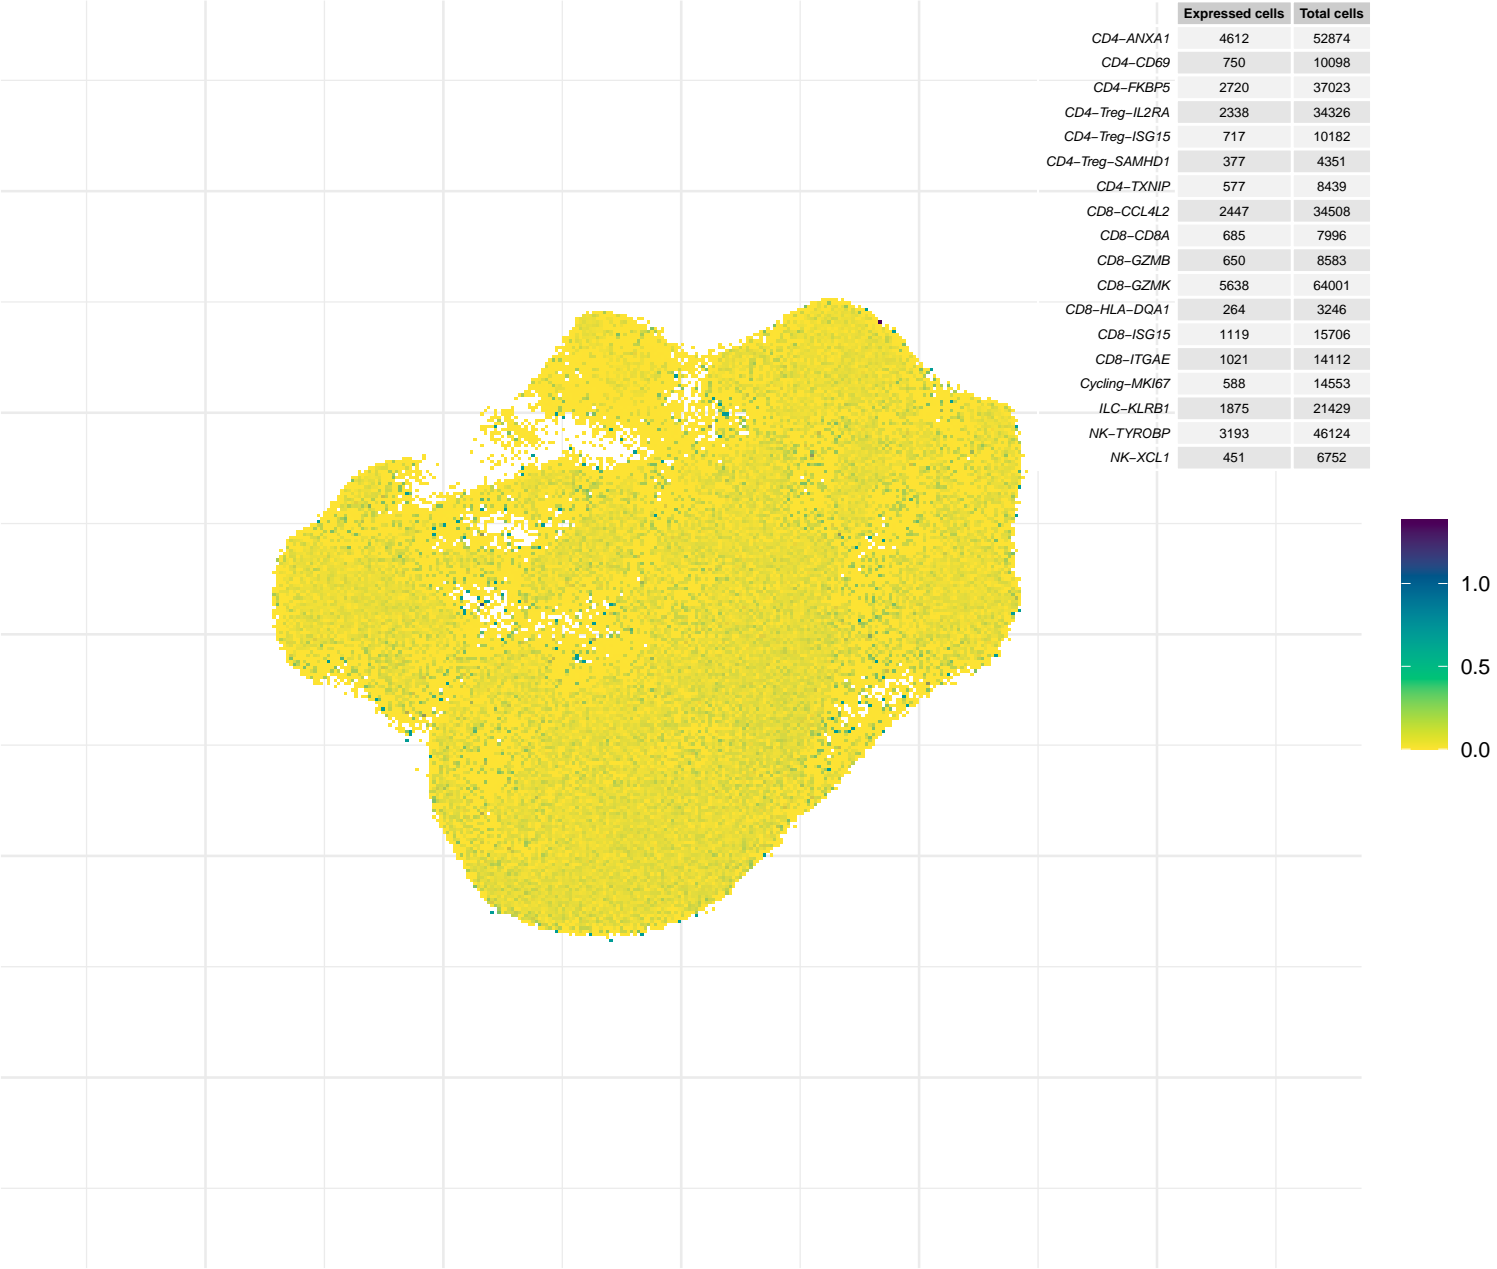 Expressed cells Total cells
CD4−ANXA1 4612 52874
CD4−CD69 750 10098
CD4−FKBP5 2720 37023
CD4−Treg−IL2RA 2338 34326
CD4−Treg−ISG15 717 10182
CD4−Treg−SAMHD1 377 4351
CD4−TXNIP 577 8439
CD8−CCL4L2 2447 34508
CD8−CD8A 685 7996
CD8−GZMB 650 8583
CD8−GZMK 5638 64001
CD8−HLA−DQA1 264 3246
CD8−ISG15 1119 15706
CD8−ITGAE 1021 14112
Cycling−MKI67 588 14553
ILC−KLRB1 1875 21429
NK−TYROBP 3193 46124
NK−XCL1 451 6752
1.0
0.5
0.0